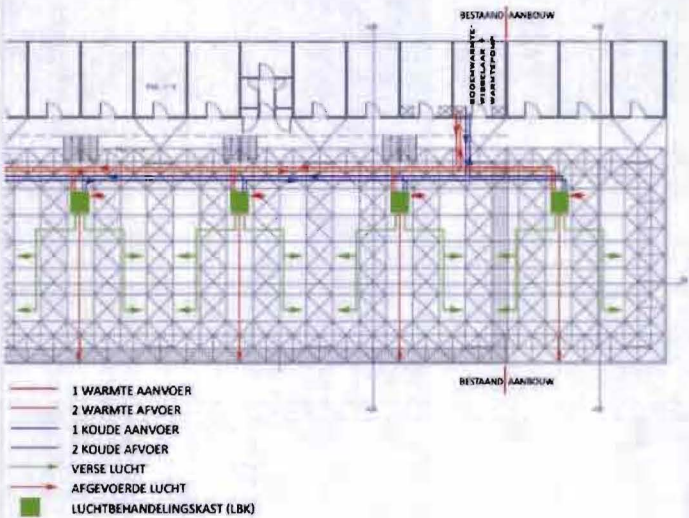 BESTAAND AANBOUW
BODEMWARMTE-
WISSELAAR +
WARMTEPOMP
BESTAAND AANBOUW
1 WARMTE AANVOER
2 WARMTE AFVOER
1 KOUDE AANVOER
2 KOUDE AFVOER
VERSE LUCHT
AFGEVOERDE LUCHT
LUCHTBEHANDELINGSKAST (LBK)